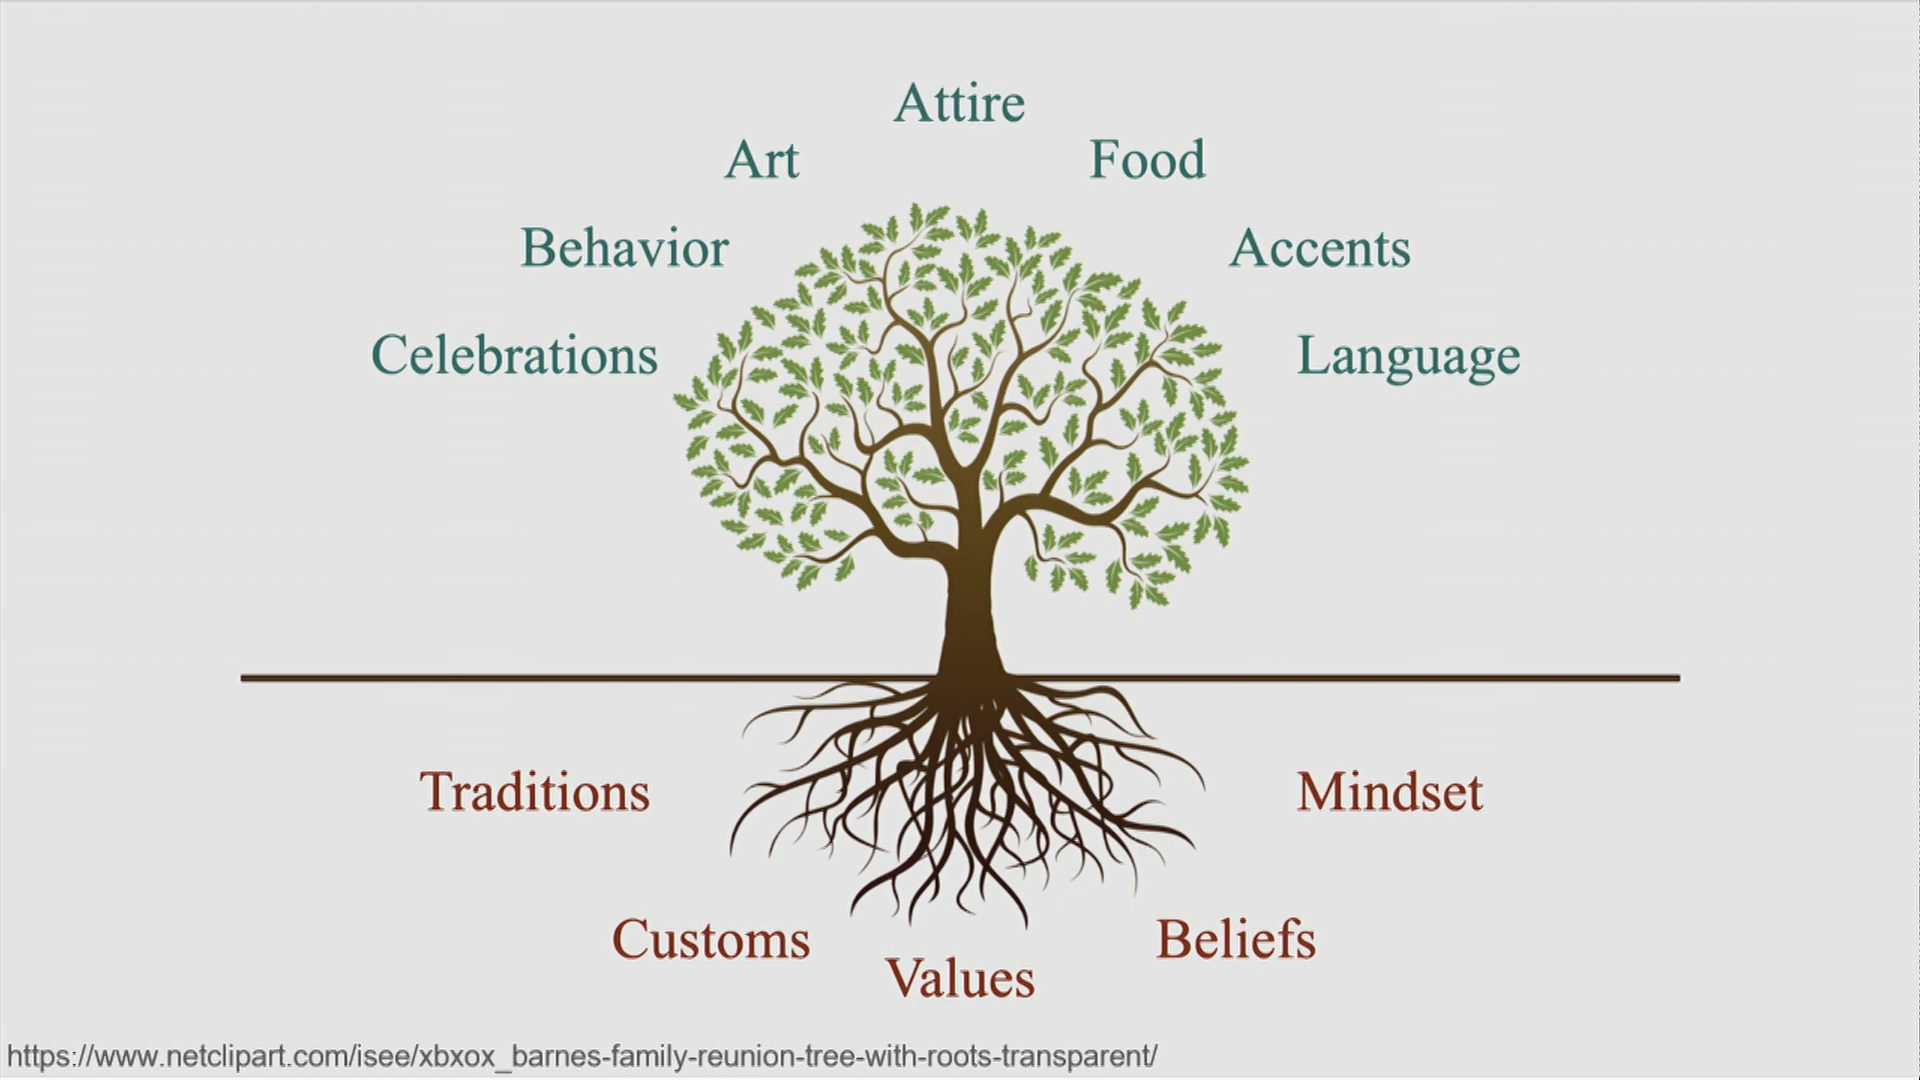 Attire
Art
Food
Behavior
Accents
Celebrations
Language
Traditions
Mindset
Customs
Beliefs
Values
https://www.netclipart.com/isee/xbxox_barnes-family-reunion-tree-with-roots-transparent/